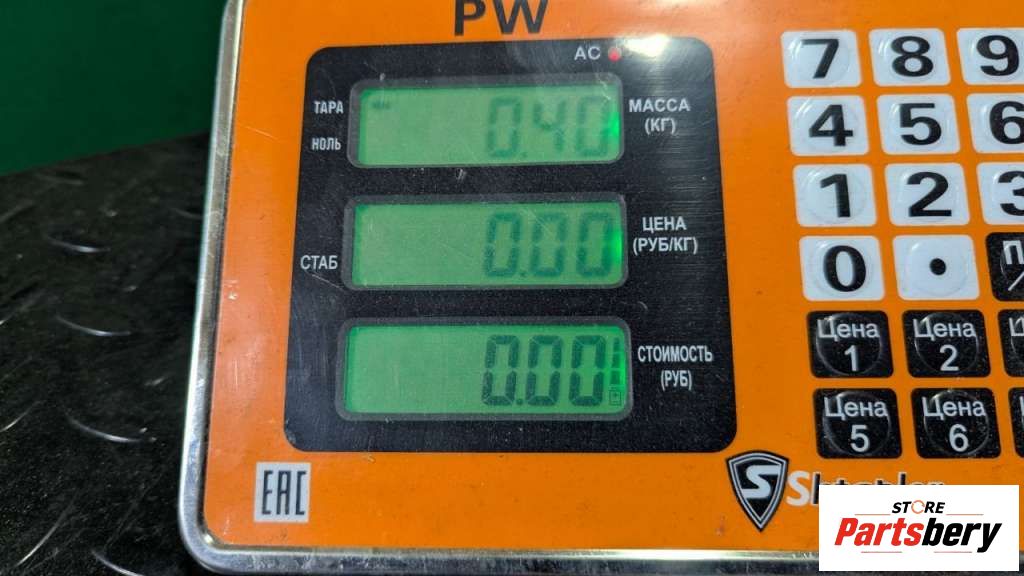 PW
AC
ТАРА
НОЛЬ
0.40
МАССА
(КГ)
СТАБ
0.00
ЦЕНА
(РУБ/КГ)
0.00
СТОИМОСТЬ
(РУБ)
7 8 9
4 5 6
1 2 3
0 .
Цена
1
Цена
2
Цена
5
Цена
6
EAC
STORE
Partsbery